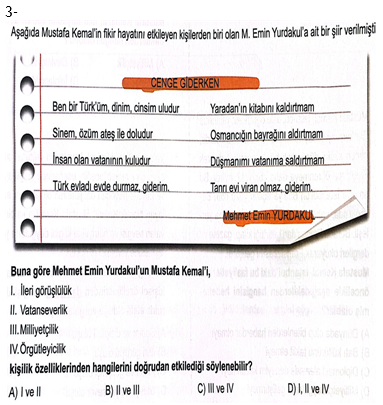 3-
Aşağıda Mustafa Kemal'in fikir hayatını etkileyen kişilerden biri olan M. Emin Yurdakul'a ait bir şiir verilmişti
CENGE GİDERKEN
Ben bir Türk'üm, dinim, cinsim uludur
Sinem, özüm ateş ile doludur
İnsan olan vatanının kuludur
Türk evladı evde durmaz, giderim.
Yaradan'ın kitabını kaldırtmam
Osmancığın bayrağını aldırtmam
Düşmanımı vatanıma saldırtmam
Tanrı evi viran olmaz, giderim.
Mehmet Emin YURDAKUL
Buna göre Mehmet Emin Yurdakul'un Mustafa Kemal'i,
I. İleri görüşlülük
II. Vatanseverlik
III. Milliyetçilik
IV. Örgütleyicilik
kişilik özelliklerinden hangilerini doğrudan etkilediği söylenebilir?
A) I ve II B) II ve III C) III ve IV D) I, II ve IV